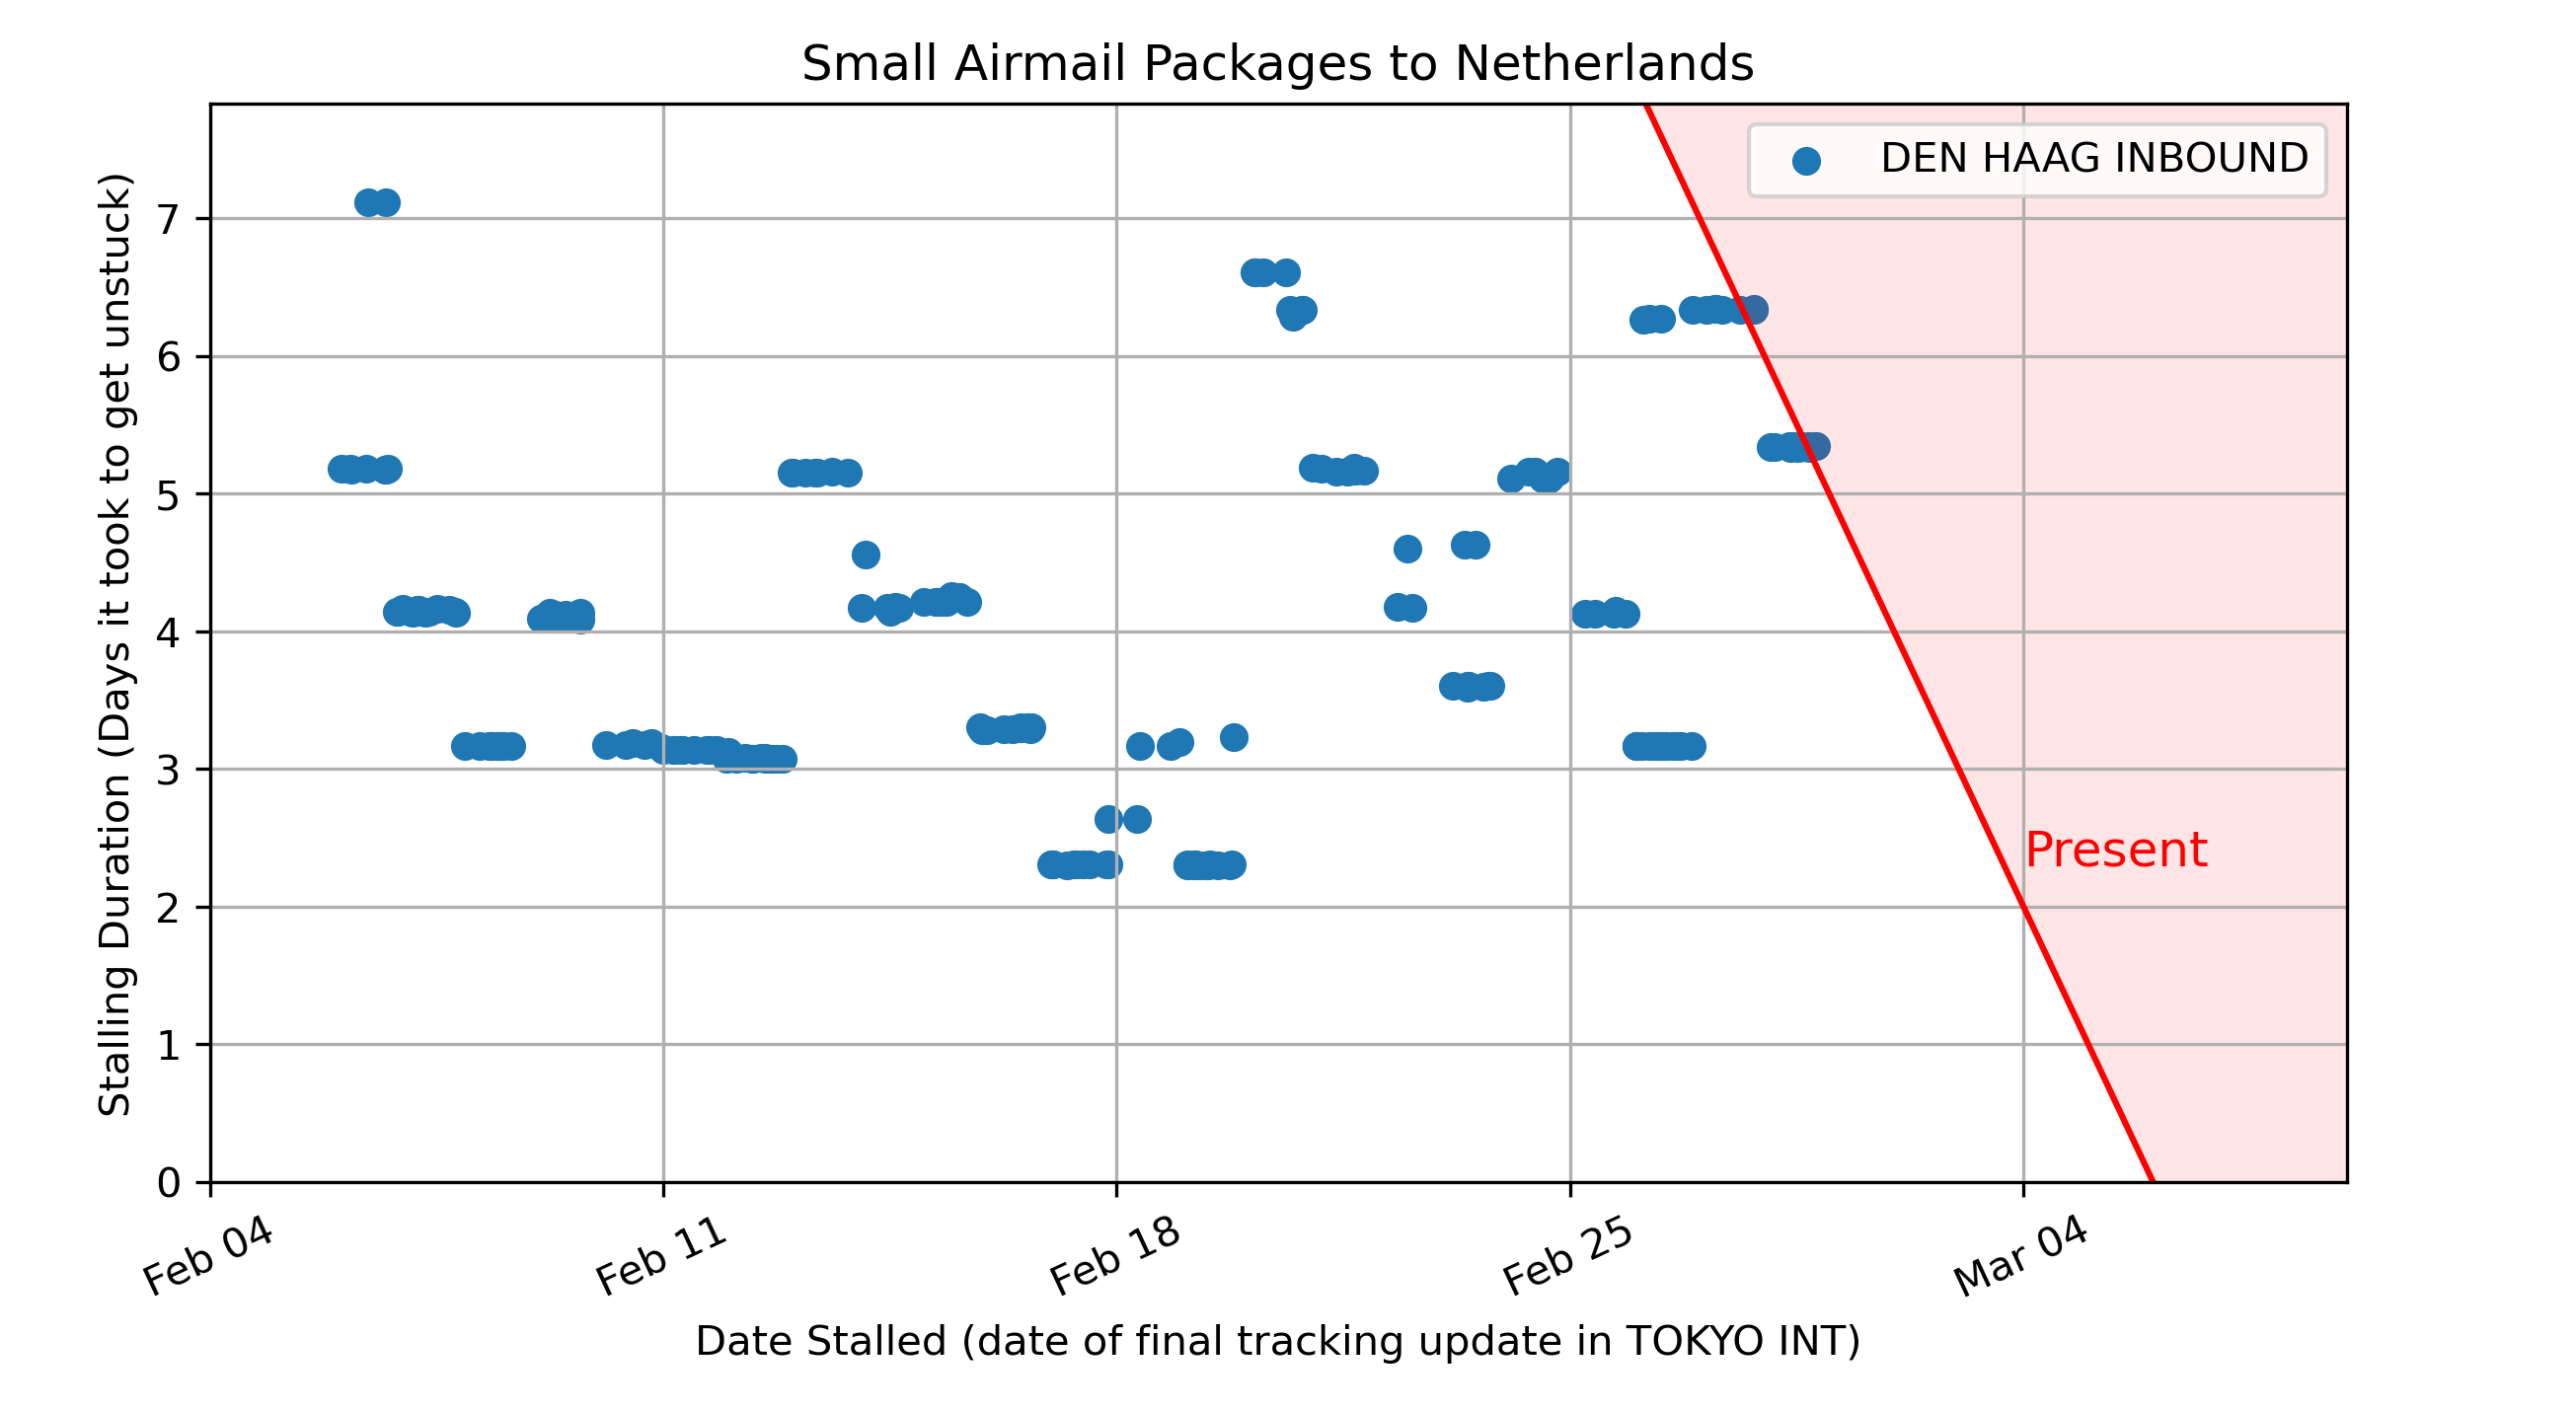 Small Airmail Packages to Netherlands
DEN HAAG INBOUND
Stalling Duration (Days it took to get unstuck)
7
6
5
4
3
2
1
0
Present
Feb 04
Feb 11
Feb 18
Feb 25
Mar 04
Date Stalled (date of final tracking update in TOKYO INT)